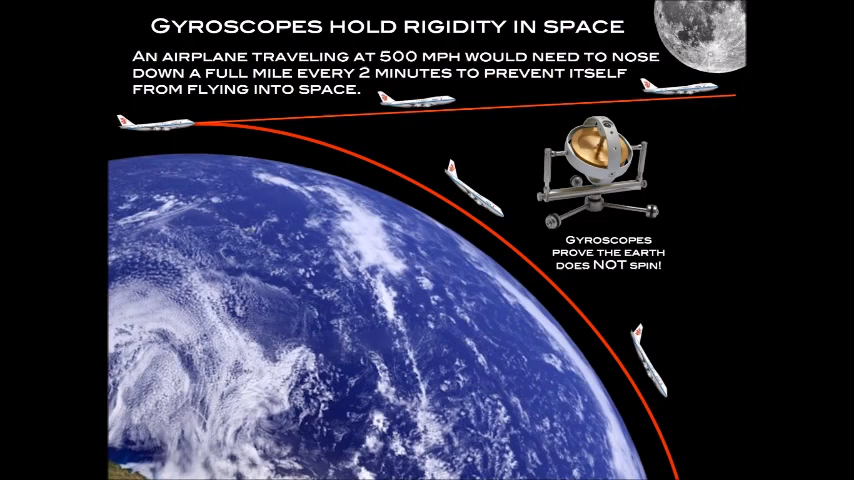 Gyroscopes hold rigidity in space
An airplane traveling at 500 mph would need to nose
down a full mile every 2 minutes to prevent itself
from flying into space.
Gyroscopes
prove the earth
does NOT spin!